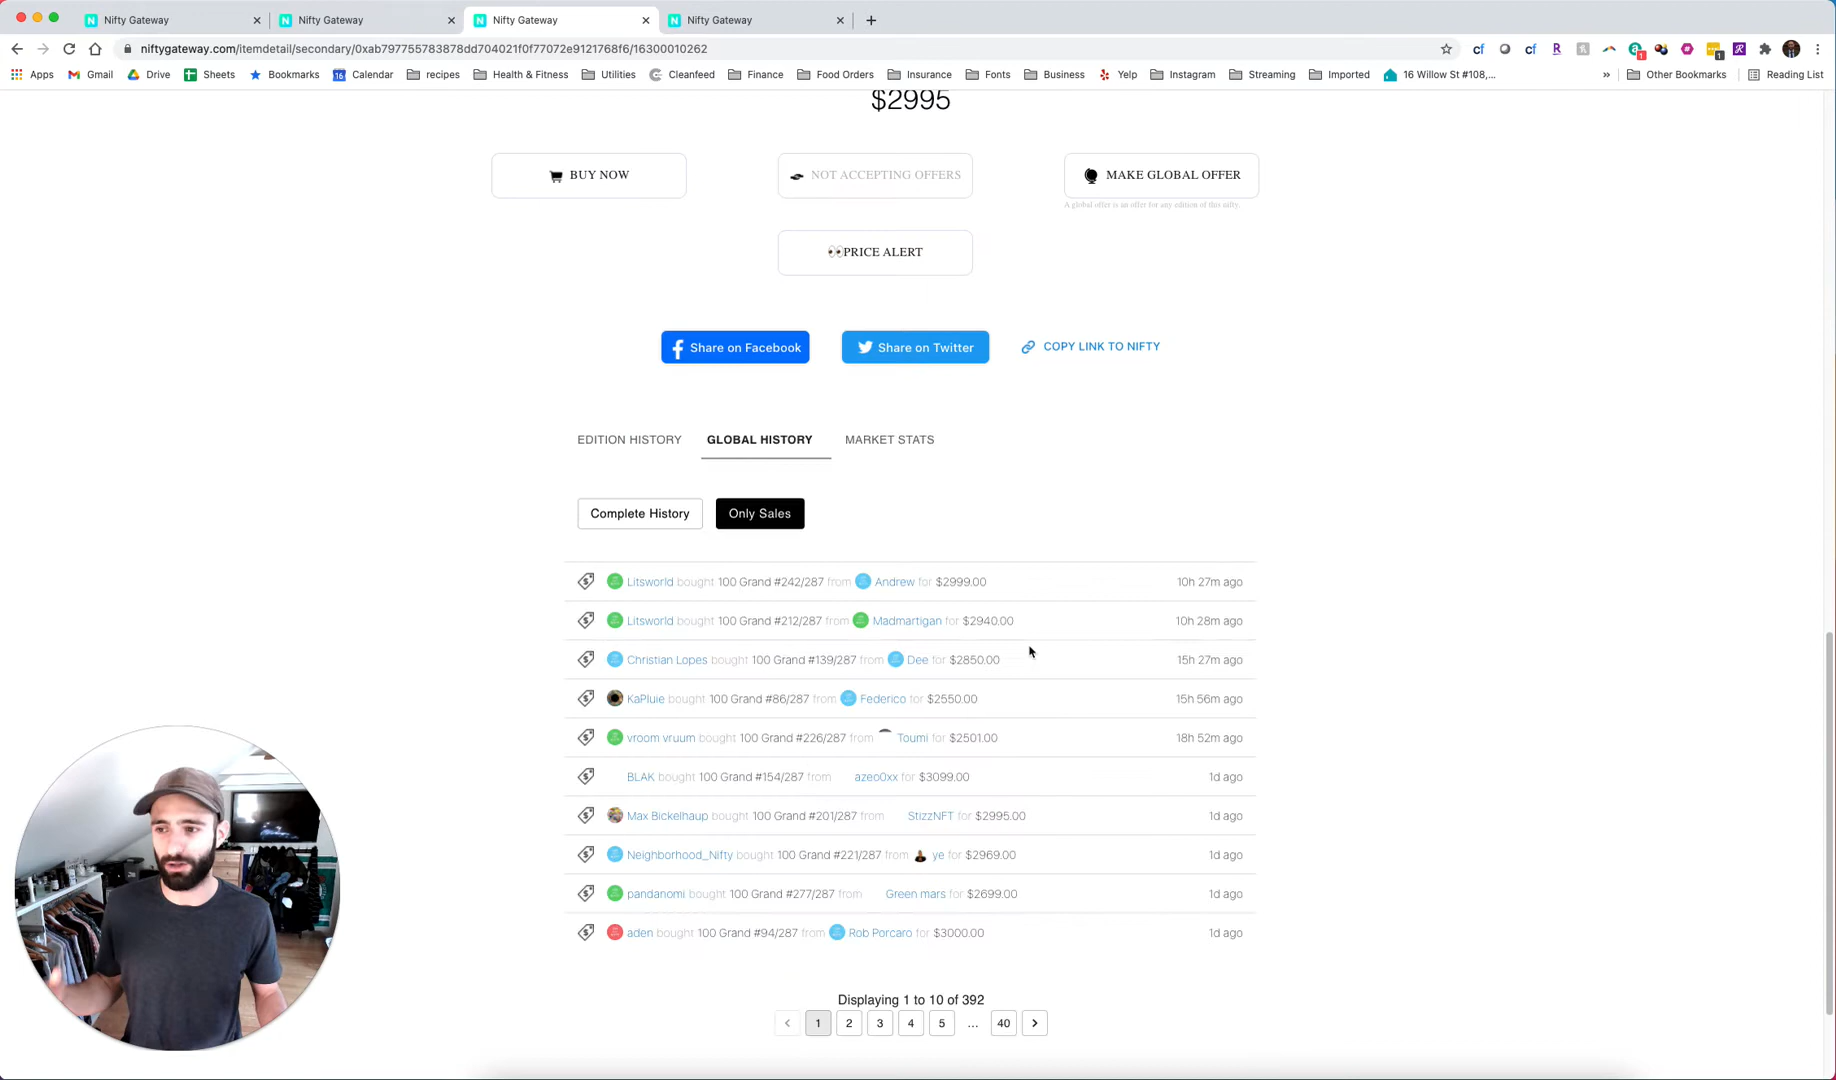 Nifty Gateway
Nifty Gateway
Nifty Gateway
Nifty Gateway
niftygateway.com/itemdetail/secondary/0xab797755783878dd704021f0f77072e9121768f6/16300010262
Apps Gmail Drive Sheets Bookmarks Calendar recipes Health & Fitness Utilities Cleanfeed Finance Food Orders Insurance Fonts Business Yelp Instagram Streaming Imported 16 Willow St #108,... » Other Bookmarks Reading List
$2995
BUY NOW
NOT ACCEPTING OFFERS
MAKE GLOBAL OFFER
A global offer is an offer for any edition of this nifty.
PRICE ALERT
Share on Facebook
Share on Twitter
COPY LINK TO NIFTY
EDITION HISTORY GLOBAL HISTORY MARKET STATS
Complete History Only Sales
Litsworld bought 100 Grand #242/287 from Andrew for $2999.00 10h 27m ago
Litsworld bought 100 Grand #212/287 from Madmartigan for $2940.00 10h 28m ago
Christian Lopes bought 100 Grand #139/287 from Dee for $2850.00 15h 27m ago
KaPluie bought 100 Grand #86/287 from Federico for $2550.00 15h 56m ago
vroom vruum bought 100 Grand #226/287 from Toumi for $2501.00 18h 52m ago
BLAK bought 100 Grand #154/287 from azeo0xx for $3099.00 1d ago
Max Bickelhaup bought 100 Grand #201/287 from StizzNFT for $2995.00 1d ago
Neighborhood_Nifty bought 100 Grand #221/287 from ye for $2969.00 1d ago
pandanomi bought 100 Grand #277/287 from Green mars for $2699.00 1d ago
aden bought 100 Grand #94/287 from Rob Porcaro for $3000.00 1d ago
Displaying 1 to 10 of 392
< 1 2 3 4 5 ... 40 >